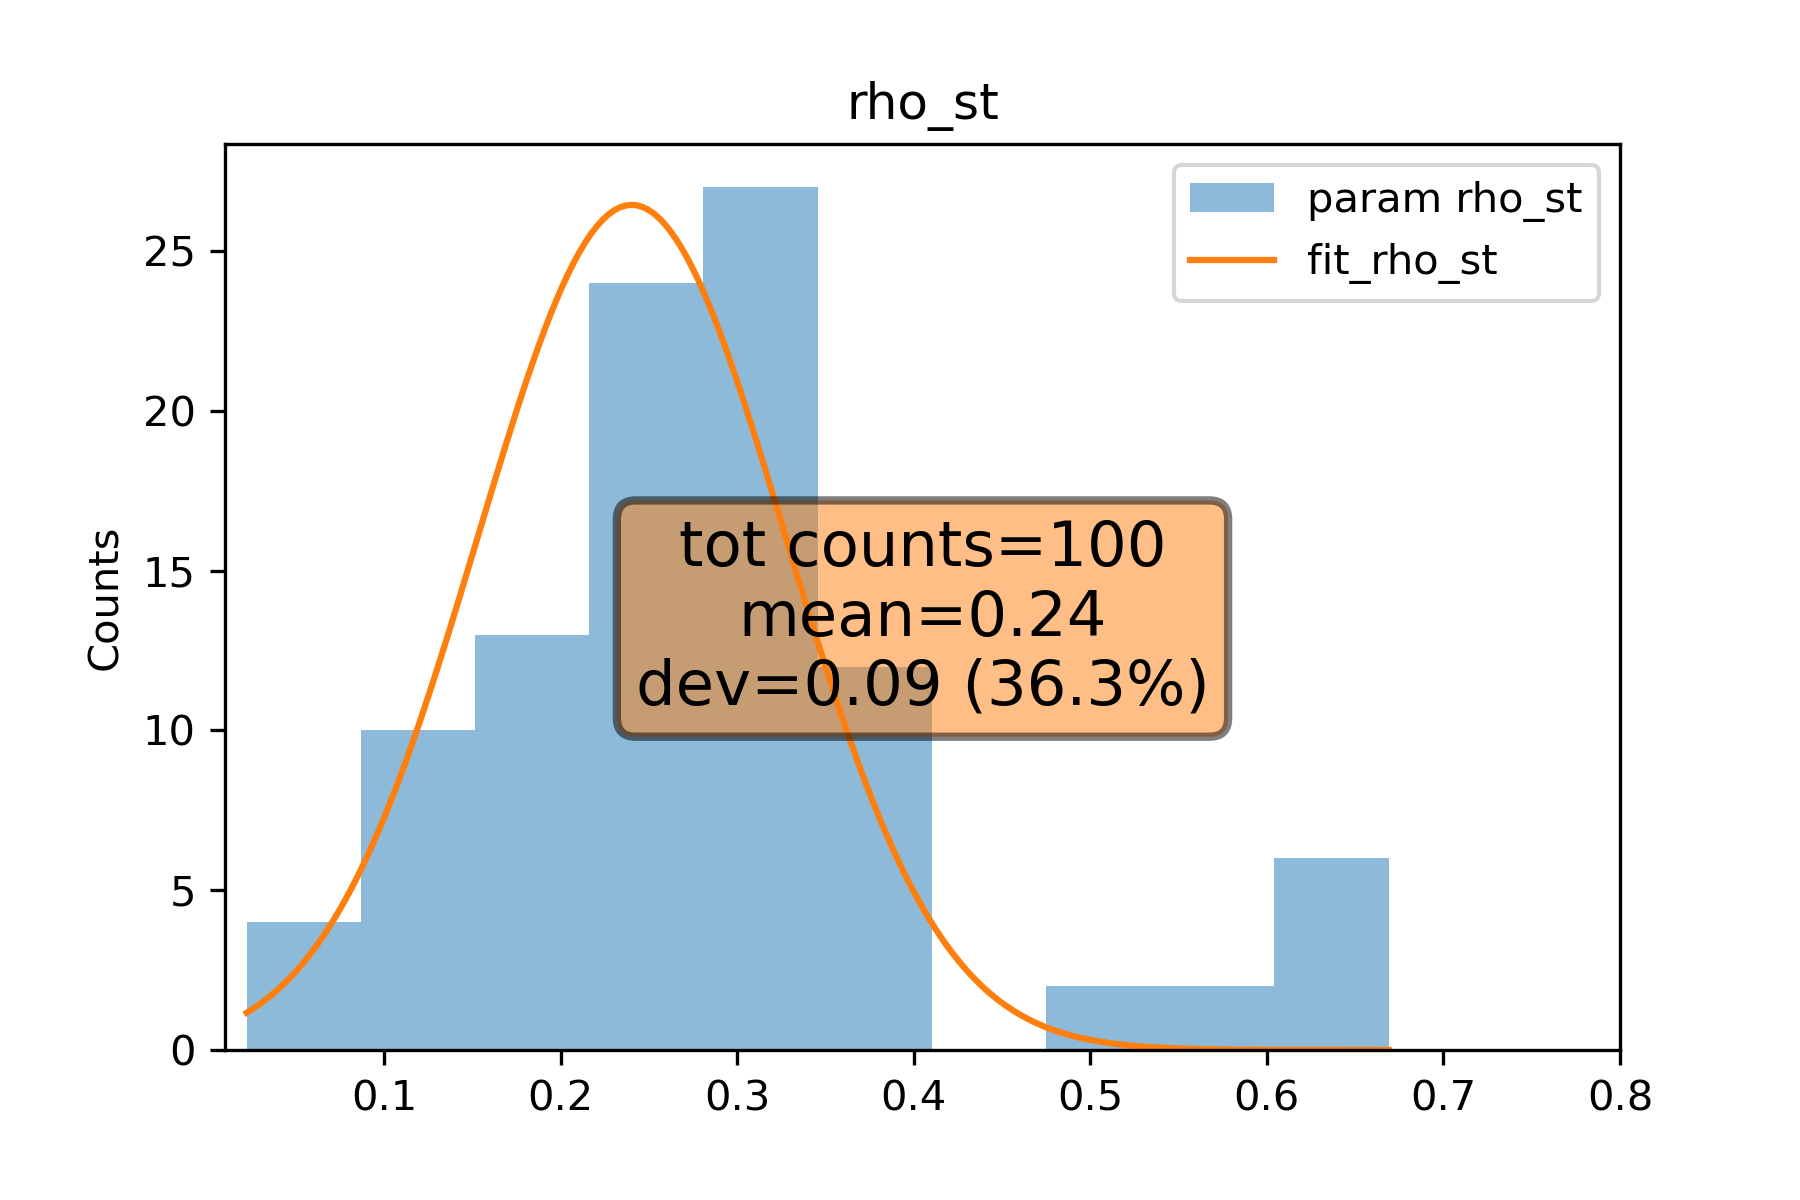 rho_st
param rho_st
fit_rho_st
25
20
15
10
5
0
Counts
tot counts=100
mean=0.24
dev=0.09 (36.3%)
0.1 0.2 0.3 0.4 0.5 0.6 0.7 0.8